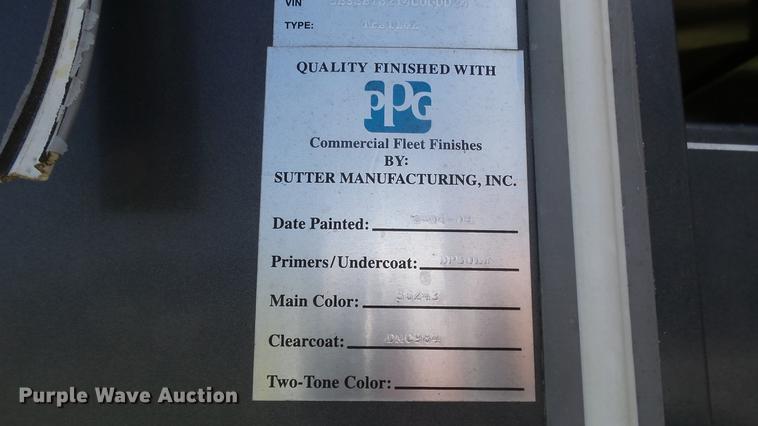 VIN
TYPE:
QUALITY FINISHED WITH
PPG
Commercial Fleet Finishes
BY:
SUTTER MANUFACTURING, INC.
Date Painted:
Primers/Undercoat:
Main Color:
Clearcoat:
Two-Tone Color:
Purple Wave Auction